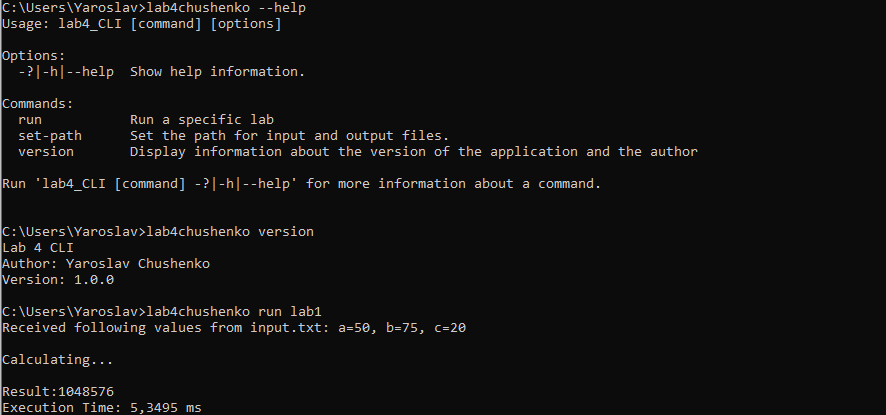 C:\Users\Yaroslav>lab4chushenko --help
Usage: lab4_CLI [command] [options]
Options:
-?|-h|--help  Show help information.
Commands:
run           Run a specific lab
set-path      Set the path for input and output files.
version       Display information about the version of the application and the author
Run 'lab4_CLI [command] -?|-h|--help' for more information about a command.
C:\Users\Yaroslav>lab4chushenko version
Lab 4 CLI
Author: Yaroslav Chushenko
Version: 1.0.0
C:\Users\Yaroslav>lab4chushenko run lab1
Received following values from input.txt: a=50, b=75, c=20
Calculating...
Result:1048576
Execution Time: 5,3495 ms